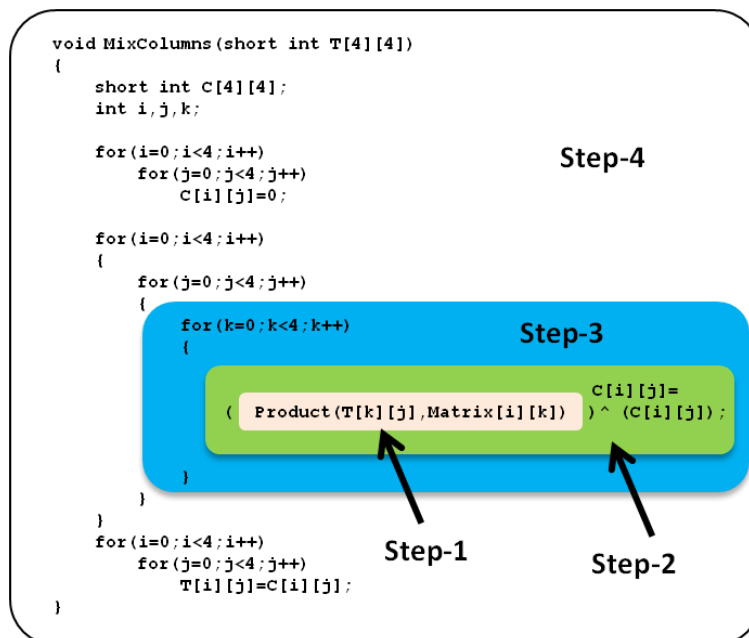 void MixColumns(short int T[4][4])
{
short int C[4][4];
int i,j,k;
for(i=0;i<4;i++)
Step-4
for(j=0;j<4;j++)
C[i][j]=0;
for(i=0;i<4;i++)
{
for(j=0;j<4;j++)
{
for(k=0;k<4;k++)
Step-3
{
C[i][j]=
( Product(T[k][j],Matrix[i][k]) )^ (C[i][j]);
}
}
}
for(i=0;i<4;i++)
Step-1
for(j=0;j<4;j++)
Step-2
T[i][j]=C[i][j];
}